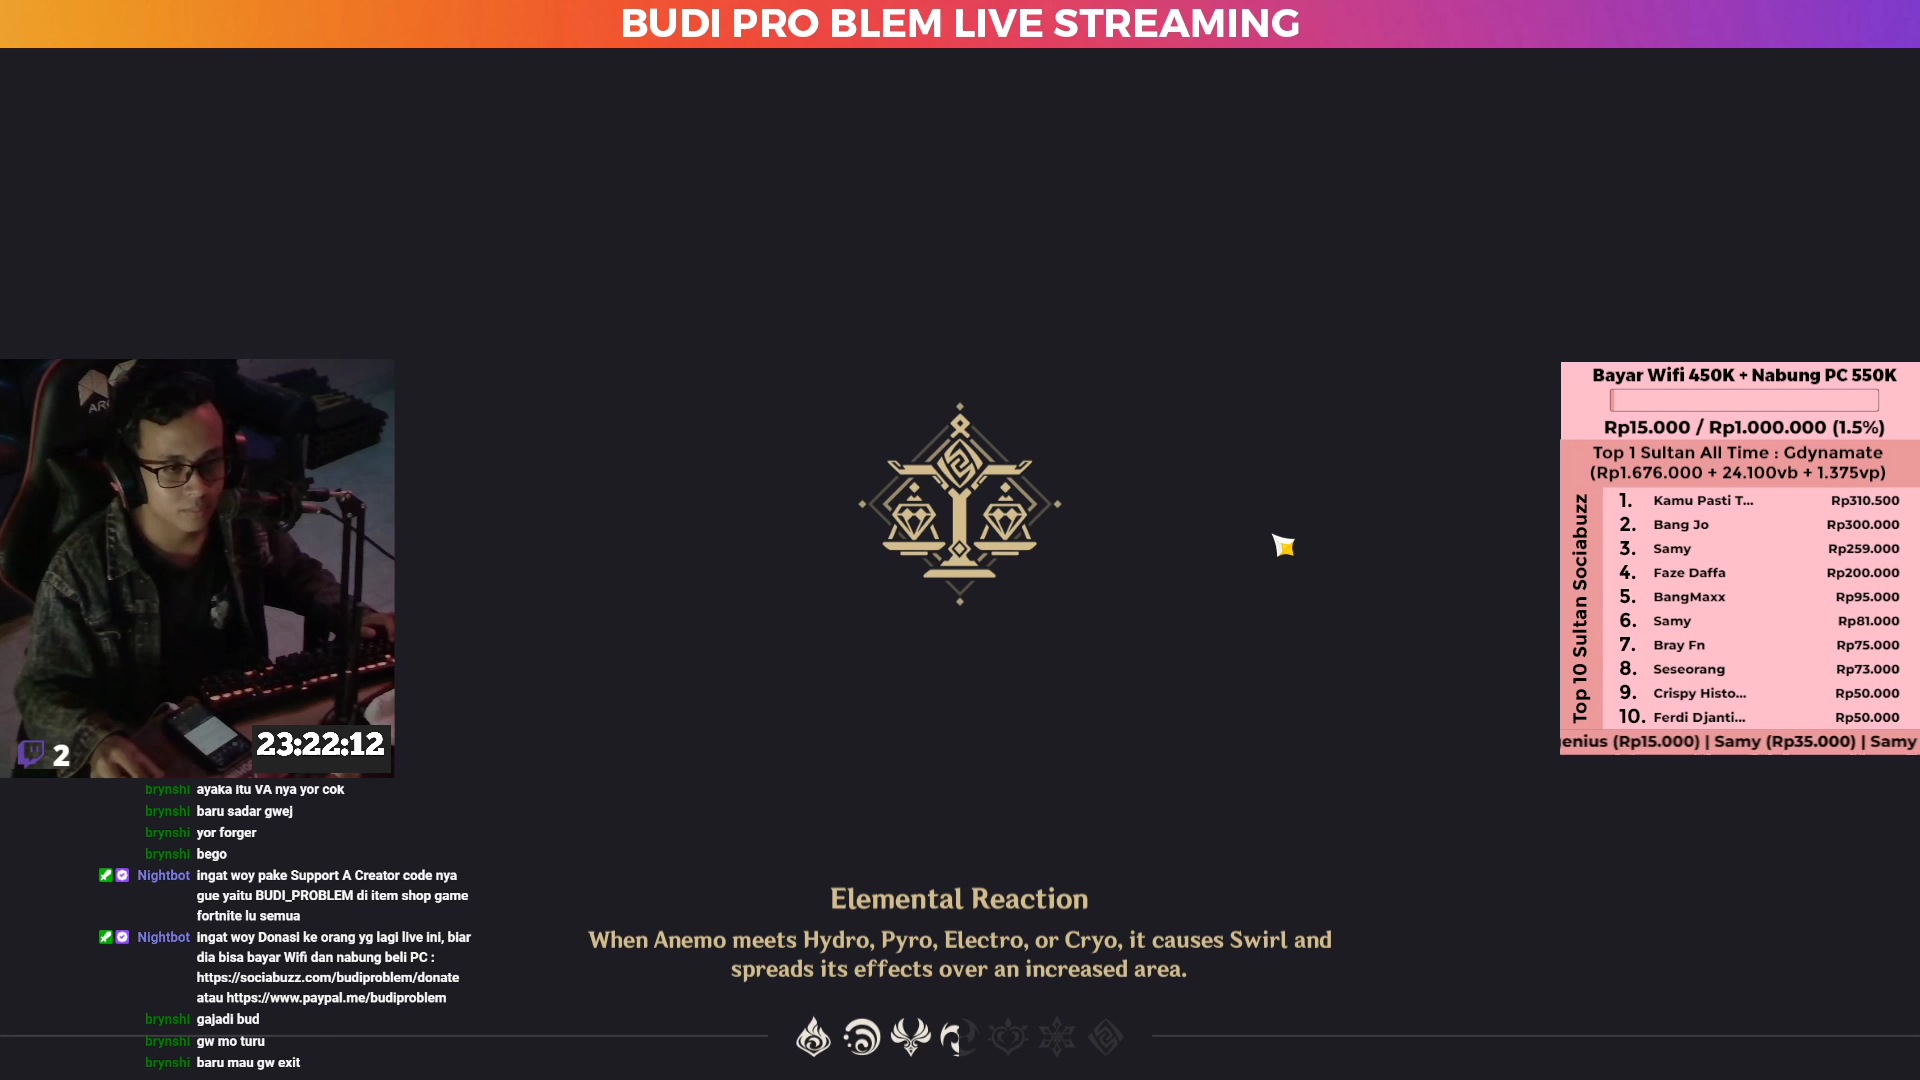 BUDI PRO BLEM LIVE STREAMING
Bayar Wifi 450K + Nabung PC 550K
Rp15.000 / Rp1.000.000 (1.5%)
Top 1 Sultan All Time : Gdynamate
(Rp1.676.000 + 24.100vb + 1.375vp)
Top 10 Sultan Sociabuzz
1. Kamu Pasti T... Rp310.500
2. Bang Jo Rp300.000
3. Samy Rp259.000
4. Faze Daffa Rp200.000
5. BangMaxx Rp95.000
6. Samy Rp81.000
7. Bray Fn Rp75.000
8. Seseorang Rp73.000
9. Crispy Histo... Rp50.000
10. Ferdi Djanti... Rp50.000
enius (Rp15.000) | Samy (Rp35.000) | Samy
2
23:22:12
brynshi ayaka itu VA nya yor cok
brynshi baru sadar gwej
brynshi yor forger
brynshi bego
Nightbot ingat woy pake Support A Creator code nya
gue yaitu BUDI_PROBLEM di item shop game
fortnite lu semua
Nightbot ingat woy Donasi ke orang yg lagi live ini, biar
dia bisa bayar Wifi dan nabung beli PC :
https://sociabuzz.com/budiproblem/donate
atau https://www.paypal.me/budiproblem
brynshi gajadi bud
brynshi gw mo turu
brynshi baru mau gw exit
Elemental Reaction
When Anemo meets Hydro, Pyro, Electro, or Cryo, it causes Swirl and
spreads its effects over an increased area.